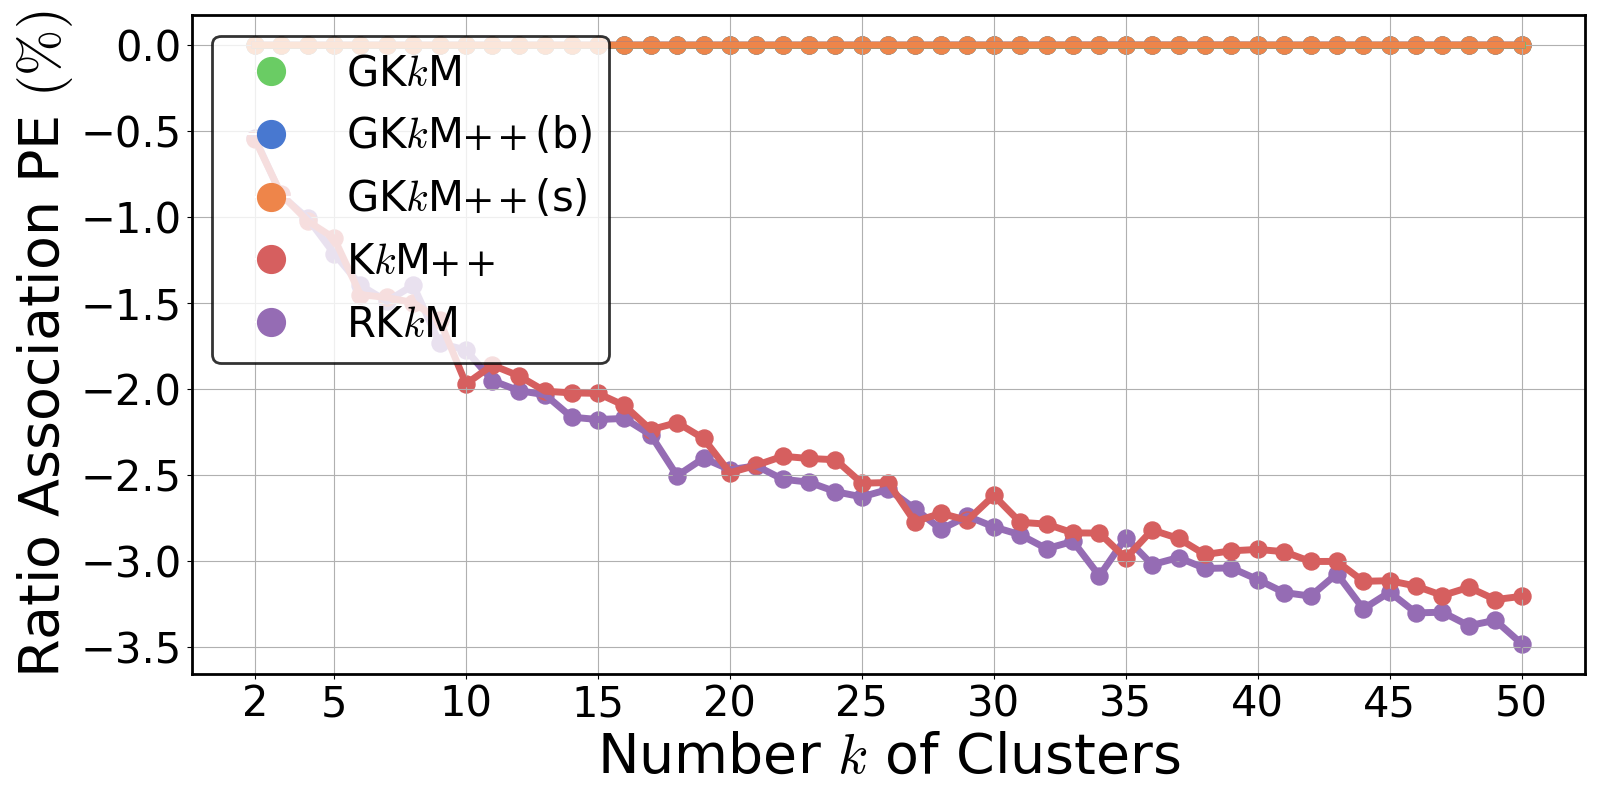 Ratio Association PE (%)
0.0
−0.5
−1.0
−1.5
−2.0
−2.5
−3.0
−3.5
GKkM
GKkM++(b)
GKkM++(s)
KkM++
RKkM
2 5 10 15 20 25 30 35 40 45 50
Number k of Clusters